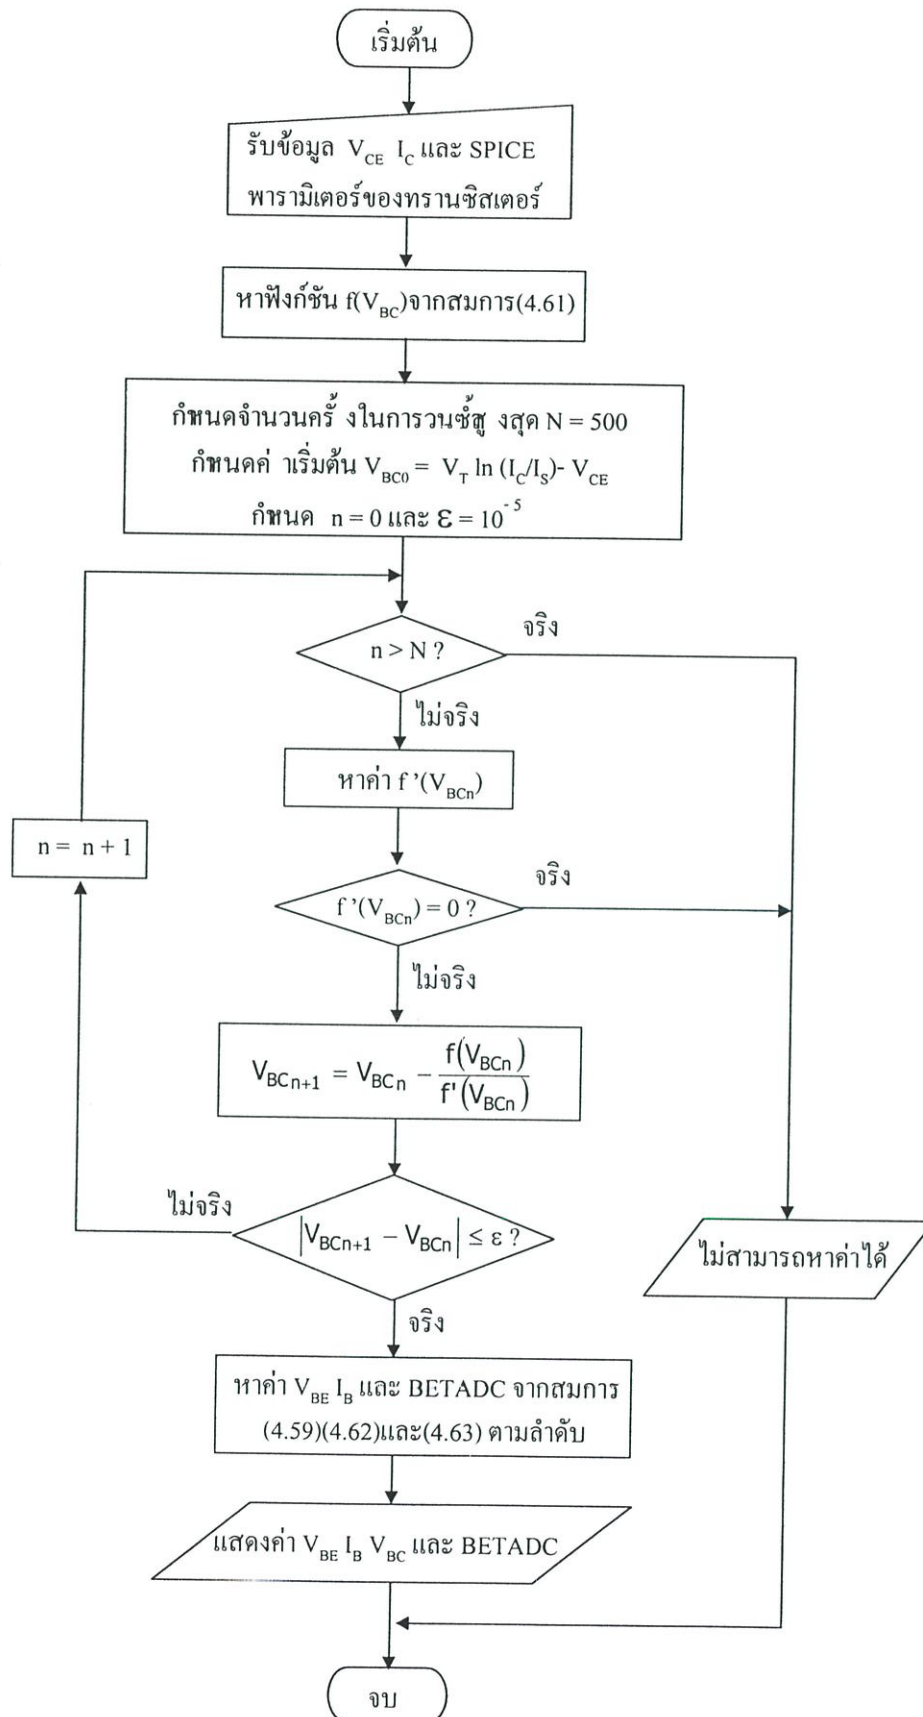 เริ่มต้น
รับข้อมูล V_CE I_C และ SPICE
พารามิเตอร์ของทรานซิสเตอร์
หาฟังก์ชัน f(V_BC)จากสมการ(4.61)
กำหนดจำนวนครั้ งในการวนซ้ำสู งสุด N = 500
กำหนดค่ าเริ่มต้น V_BC0 = V_T ln (I_C/I_S)- V_CE
กำหนด n = 0 และ ε = 10^-5
n > N ?
จริง
ไม่จริง
หาค่า f '(V_BCn)
n = n + 1
f '(V_BCn) = 0 ?
จริง
ไม่จริง
V_BCn+1 = V_BCn - f(V_BCn) / f'(V_BCn)
ไม่จริง
|V_BCn+1 - V_BCn| ≤ ε ?
ไม่สามารถหาค่าได้
จริง
หาค่า V_BE I_B และ BETADC จากสมการ
(4.59)(4.62)และ(4.63) ตามลำดับ
แสดงค่า V_BE I_B V_BC และ BETADC
จบ